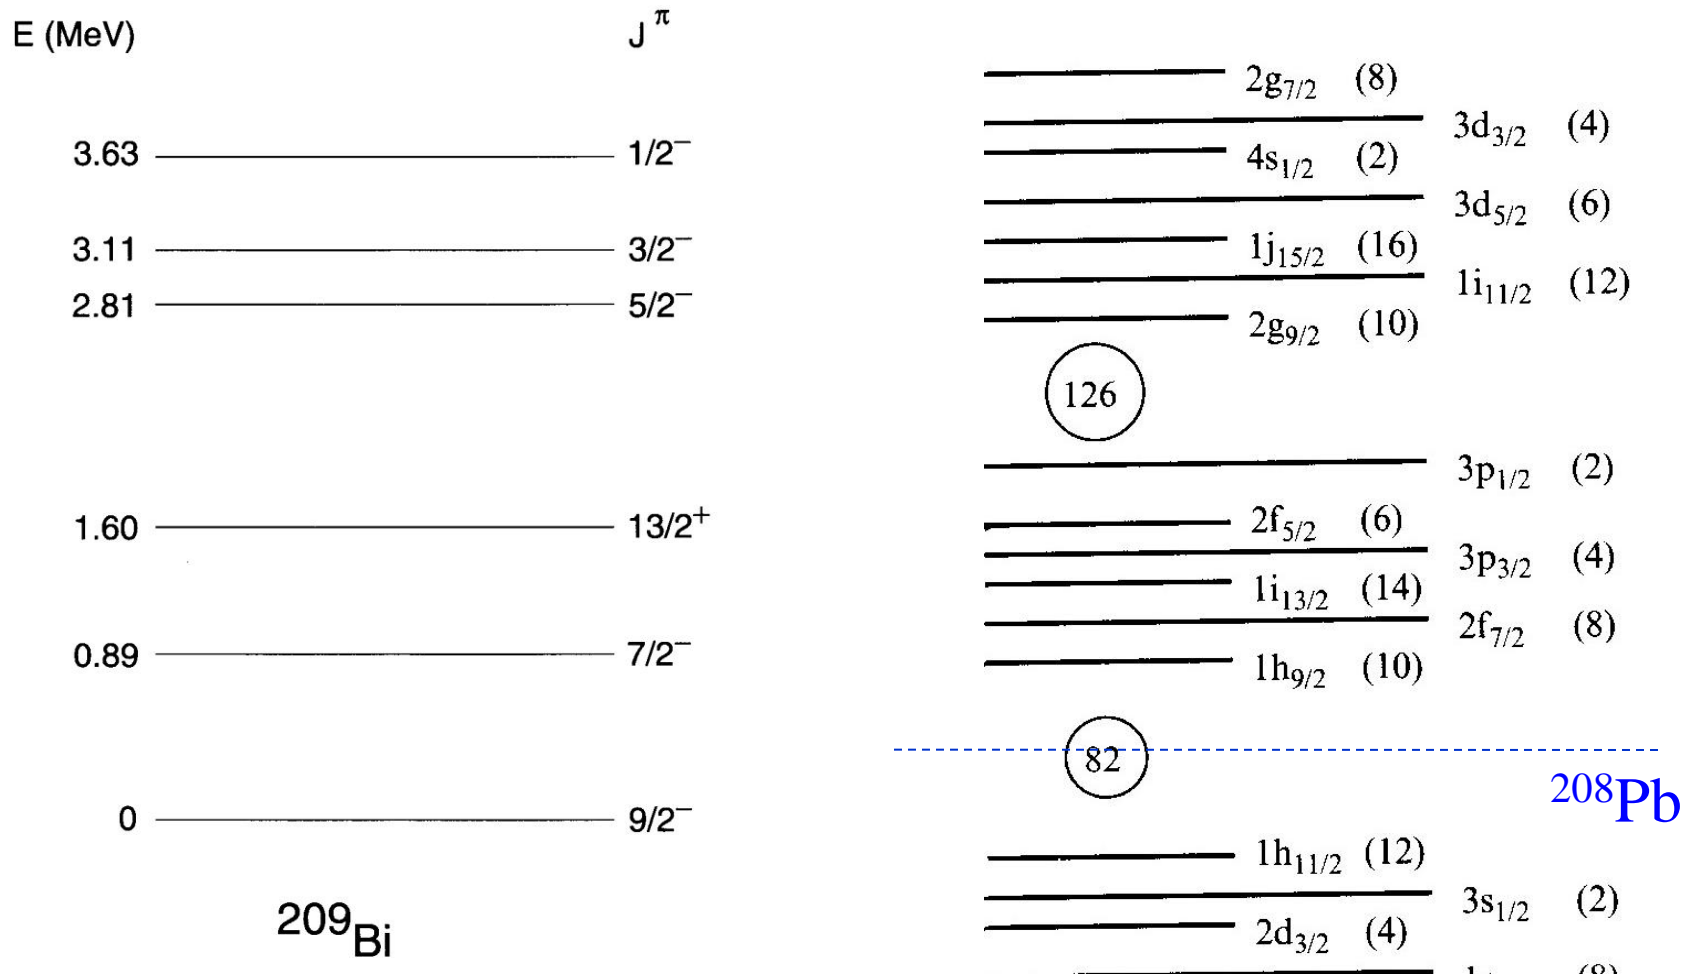 E (MeV) J^π
3.63 1/2⁻
3.11 3/2⁻
2.81 5/2⁻
1.60 13/2⁺
0.89 7/2⁻
0 9/2⁻
²⁰⁹Bi
2g₇/₂ (8)
3d₃/₂ (4)
4s₁/₂ (2)
3d₅/₂ (6)
1j₁₅/₂ (16)
1i₁₁/₂ (12)
2g₉/₂ (10)
126
3p₁/₂ (2)
2f₅/₂ (6)
3p₃/₂ (4)
1i₁₃/₂ (14)
2f₇/₂ (8)
1h₉/₂ (10)
82
²⁰⁸Pb
1h₁₁/₂ (12)
3s₁/₂ (2)
2d₃/₂ (4)
(8)